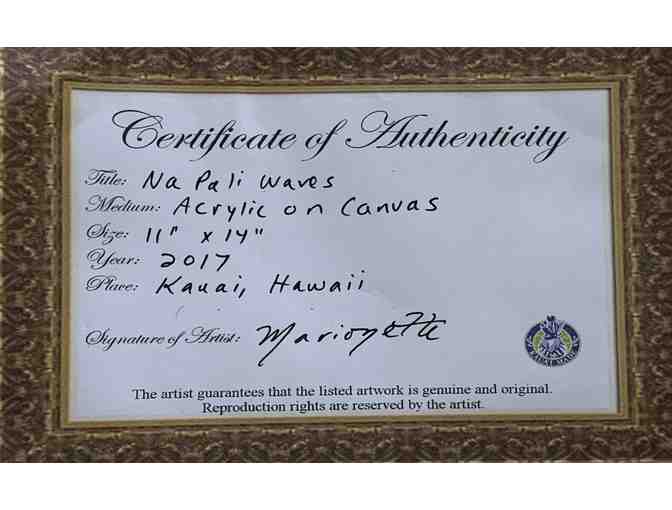 Certificate of Authenticity
Title: Na Pali Waves
Medium: Acrylic on Canvas
Size: 11" x 14"
Year: 2017
Place: Kauai, Hawaii
Signature of Artist: Marionette
KAUAI MADE
The artist guarantees that the listed artwork is genuine and original.
Reproduction rights are reserved by the artist.